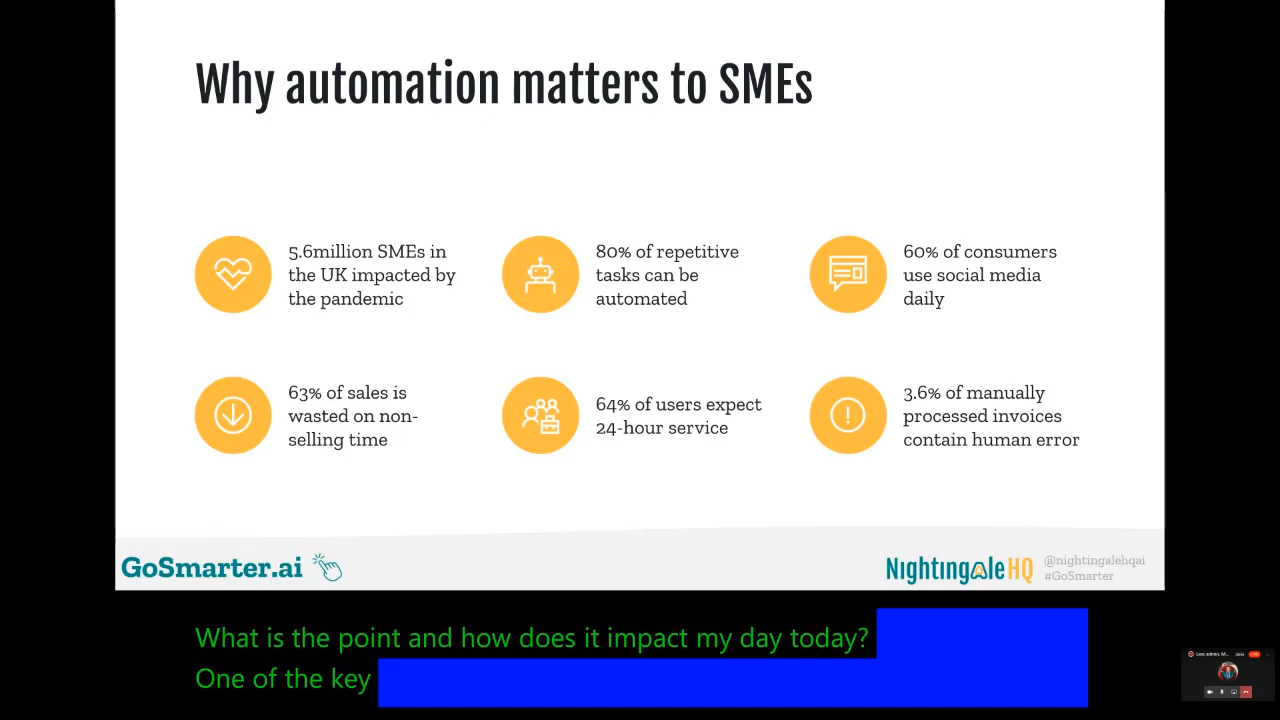 Why automation matters to SMEs
5.6million SMEs in
the UK impacted by
the pandemic
80% of repetitive
tasks can be
automated
60% of consumers
use social media
daily
63% of sales is
wasted on non-
selling time
64% of users expect
24-hour service
3.6% of manually
processed invoices
contain human error
GoSmarter.ai
NightingaleHQ
@nightingalehqai
#GoSmarter
What is the point and how does it impact my day today?
One of the key
Less admin, M...